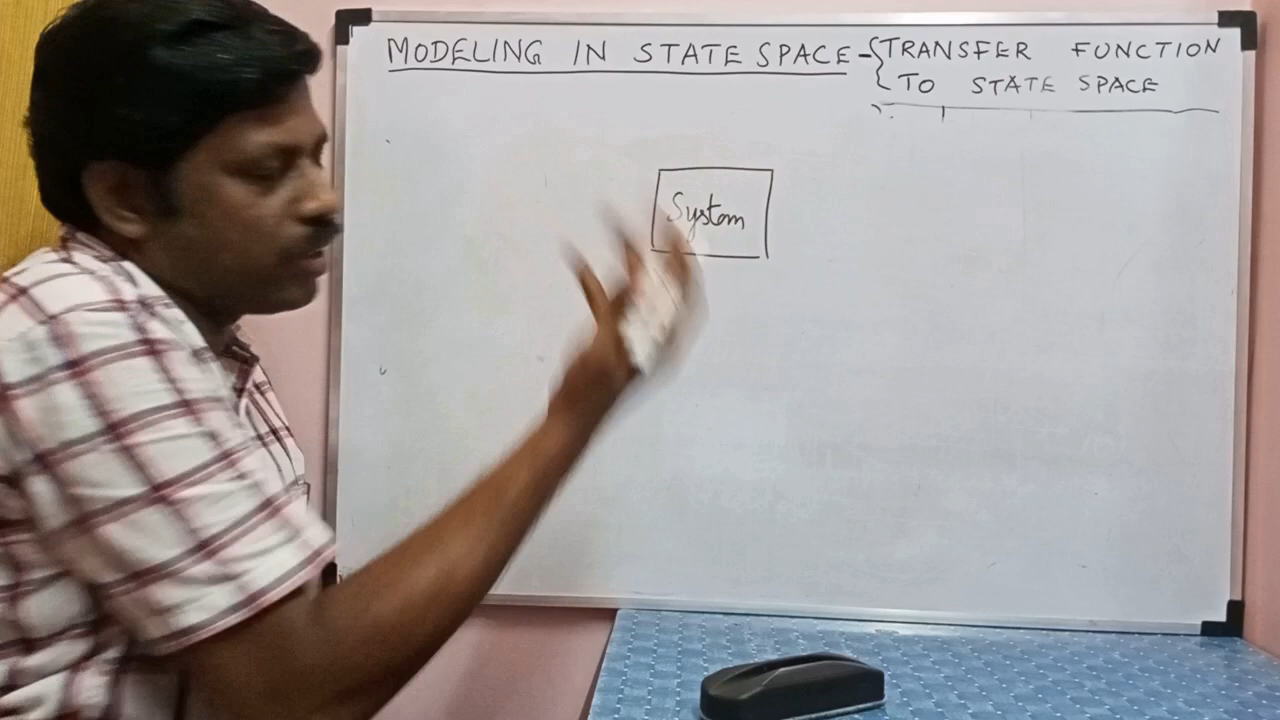 MODELING IN STATE SPACE - { TRANSFER FUNCTION
TO STATE SPACE
System